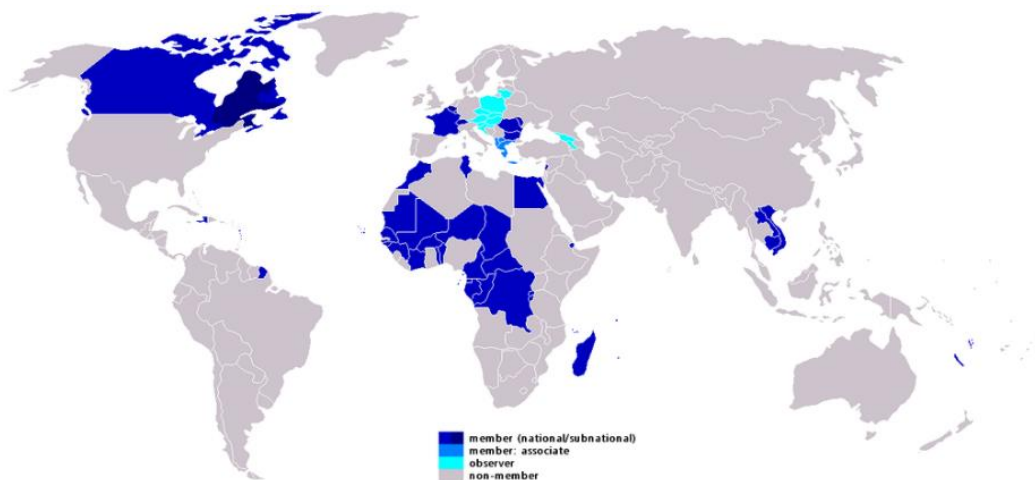 member (national/subnational)
member: associate
observer
non-member